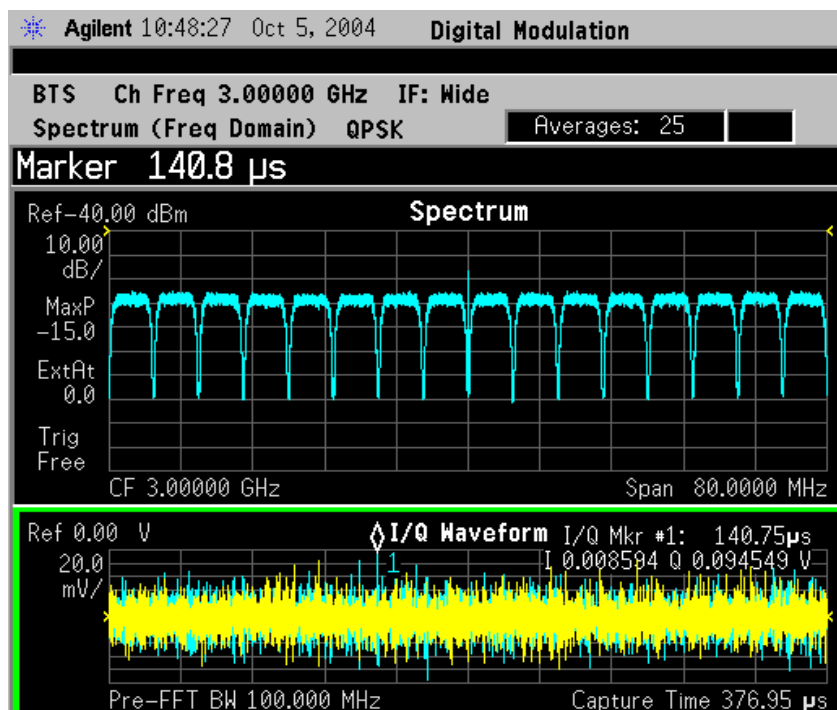 Agilent 10:48:27 Oct 5, 2004 Digital Modulation
BTS Ch Freq 3.00000 GHz IF: Wide
Spectrum (Freq Domain) QPSK Averages: 25
Marker 140.8 µs
Ref-40.00 dBm Spectrum
10.00
dB/
MaxP
-15.0
ExtAt
0.0
Trig
Free
CF 3.00000 GHz Span 80.0000 MHz
Ref 0.00 V I/Q Waveform I/Q Mkr #1: 140.75µs
1 I 0.008594 Q 0.094549 V
20.0
mV/
Pre-FFT BW 100.000 MHz Capture Time 376.95 µs